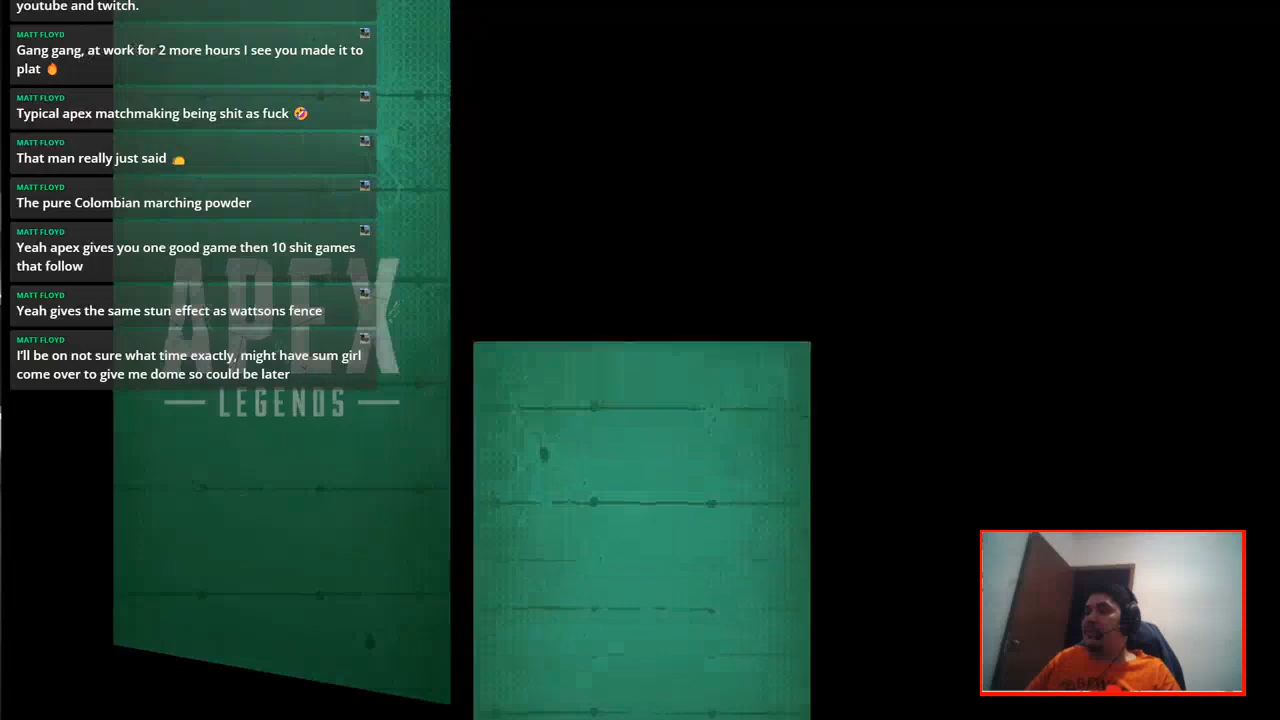 youtube and twitch.
MATT FLOYD
Gang gang, at work for 2 more hours I see you made it to
plat 🔥
MATT FLOYD
Typical apex matchmaking being shit as fuck 🤣
MATT FLOYD
That man really just said 🌮
MATT FLOYD
The pure Colombian marching powder
MATT FLOYD
Yeah apex gives you one good game then 10 shit games
that follow
MATT FLOYD
Yeah gives the same stun effect as wattsons fence
MATT FLOYD
I'll be on not sure what time exactly, might have sum girl
come over to give me dome so could be later
APEX
LEGENDS